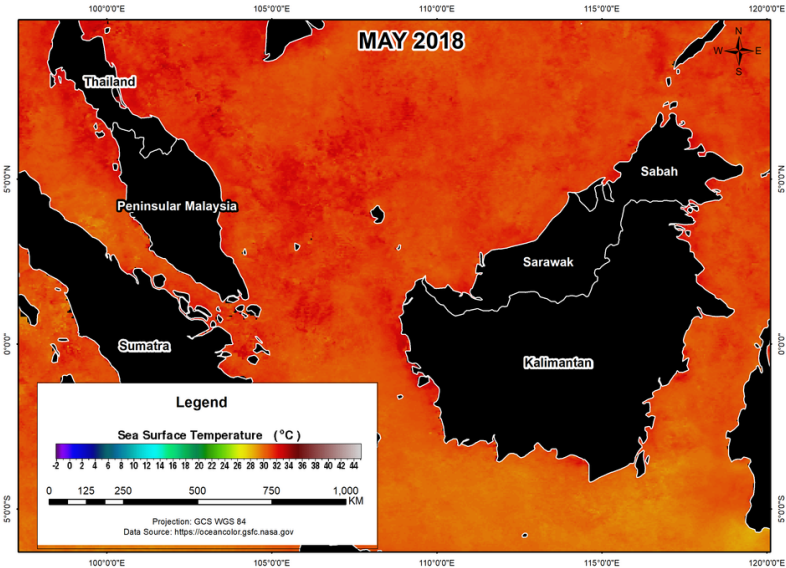 100°0'0"E 105°0'0"E 110°0'0"E 115°0'0"E 120°0'0"E
MAY 2018
N
W E
S
Thailand
Sabah
5°0'0"N
Peninsular Malaysia
Sarawak
0°0'0"
Sumatra
Kalimantan
Legend
Sea Surface Temperature (°C)
-2 0 2 4 6 8 10 12 14 16 18 20 22 24 26 28 30 32 34 36 38 40 42 44
0 125 250 500 750 1,000
KM
Projection: GCS WGS 84
Data Source: https://oceancolor.gsfc.nasa.gov
5°0'0"S
100°0'0"E 105°0'0"E 110°0'0"E 115°0'0"E 120°0'0"E